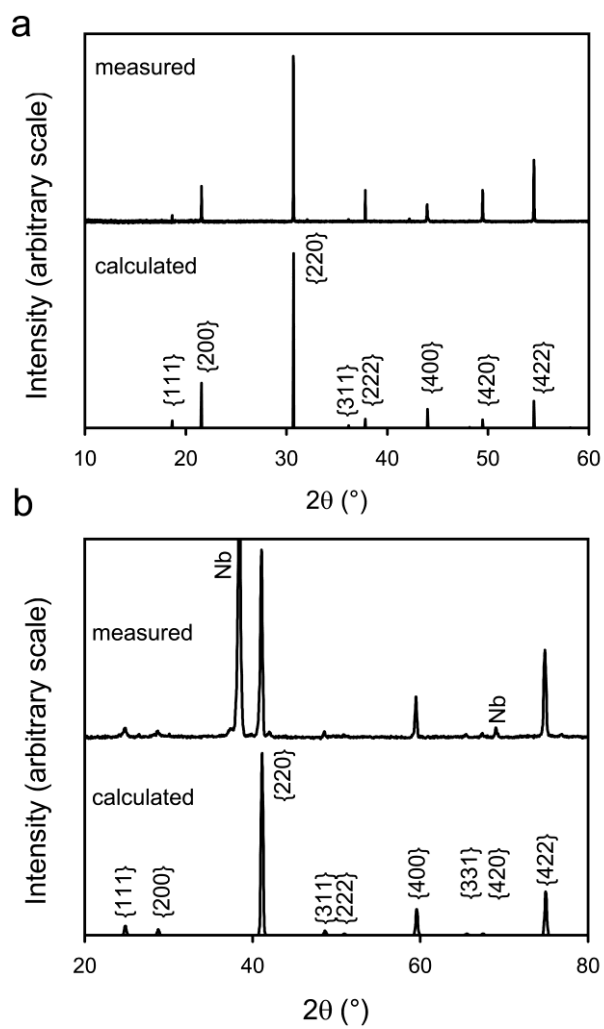 a
measured
calculated
{111}
{200}
{220}
{311}
{222}
{400}
{420}
{422}
10 20 30 40 50 60
2θ (°)
Intensity (arbitrary scale)
b
Nb
measured
Nb
calculated
{111}
{200}
{220}
{311}
{222}
{400}
{331}
{420}
{422}
20 40 60 80
2θ (°)
Intensity (arbitrary scale)